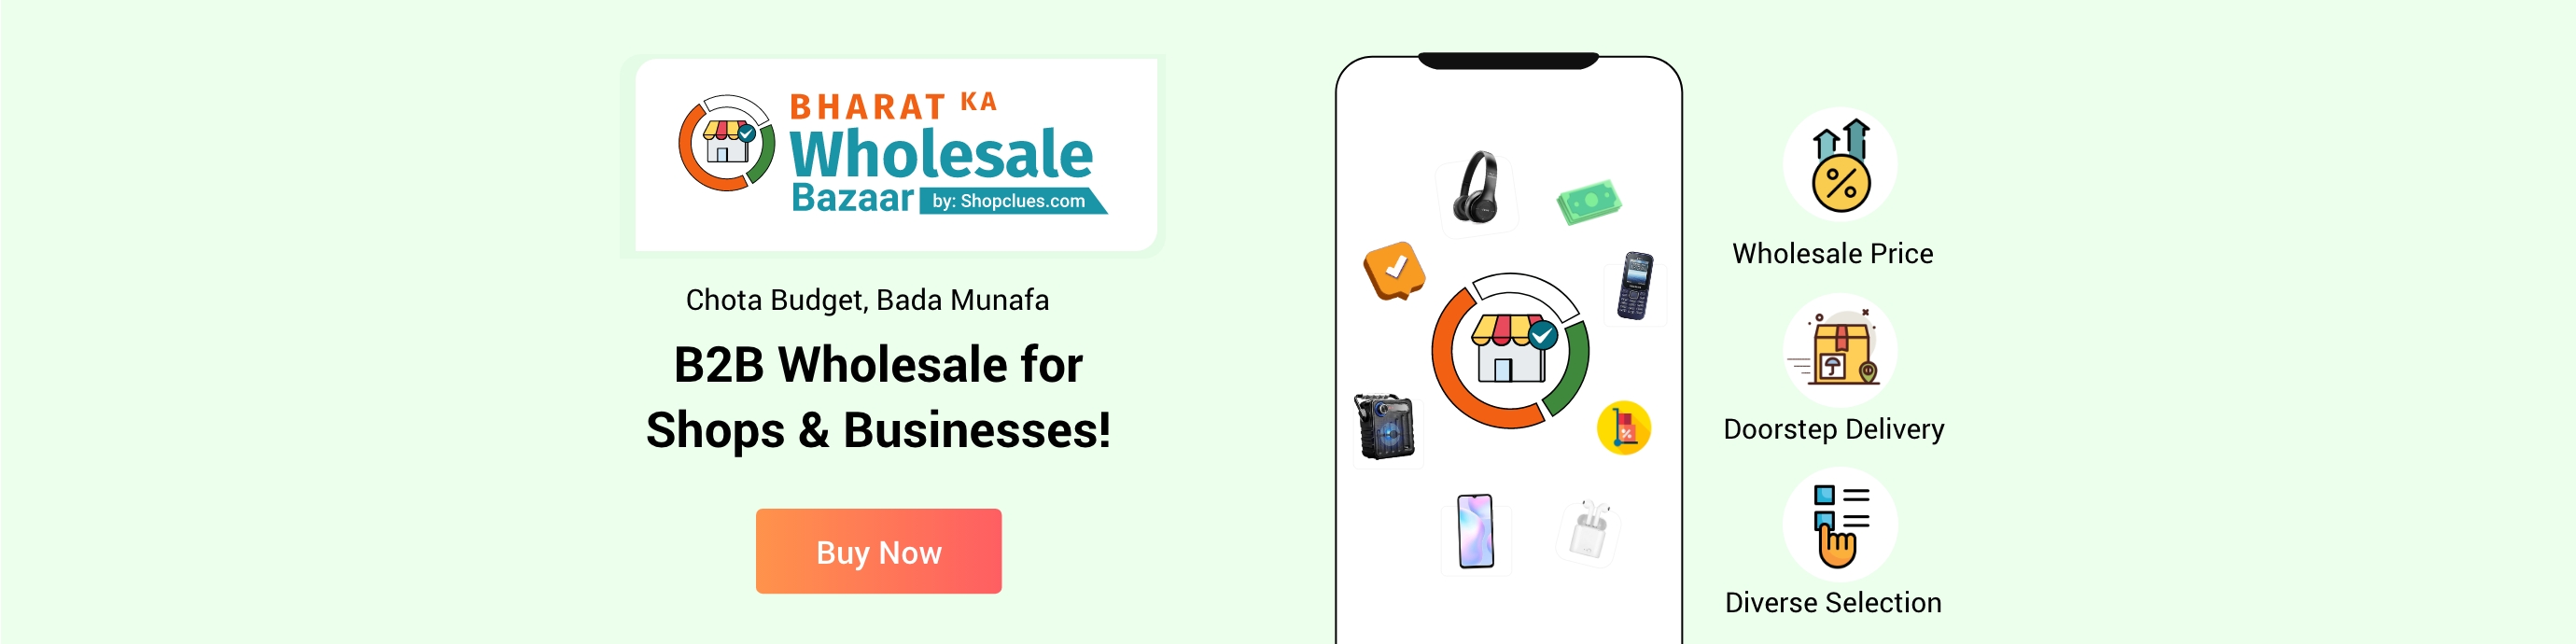 BHARAT KA
Wholesale
Bazaar by: Shopclues.com
Chota Budget, Bada Munafa
B2B Wholesale for
Shops & Businesses!
Buy Now
Wholesale Price
Doorstep Delivery
Diverse Selection